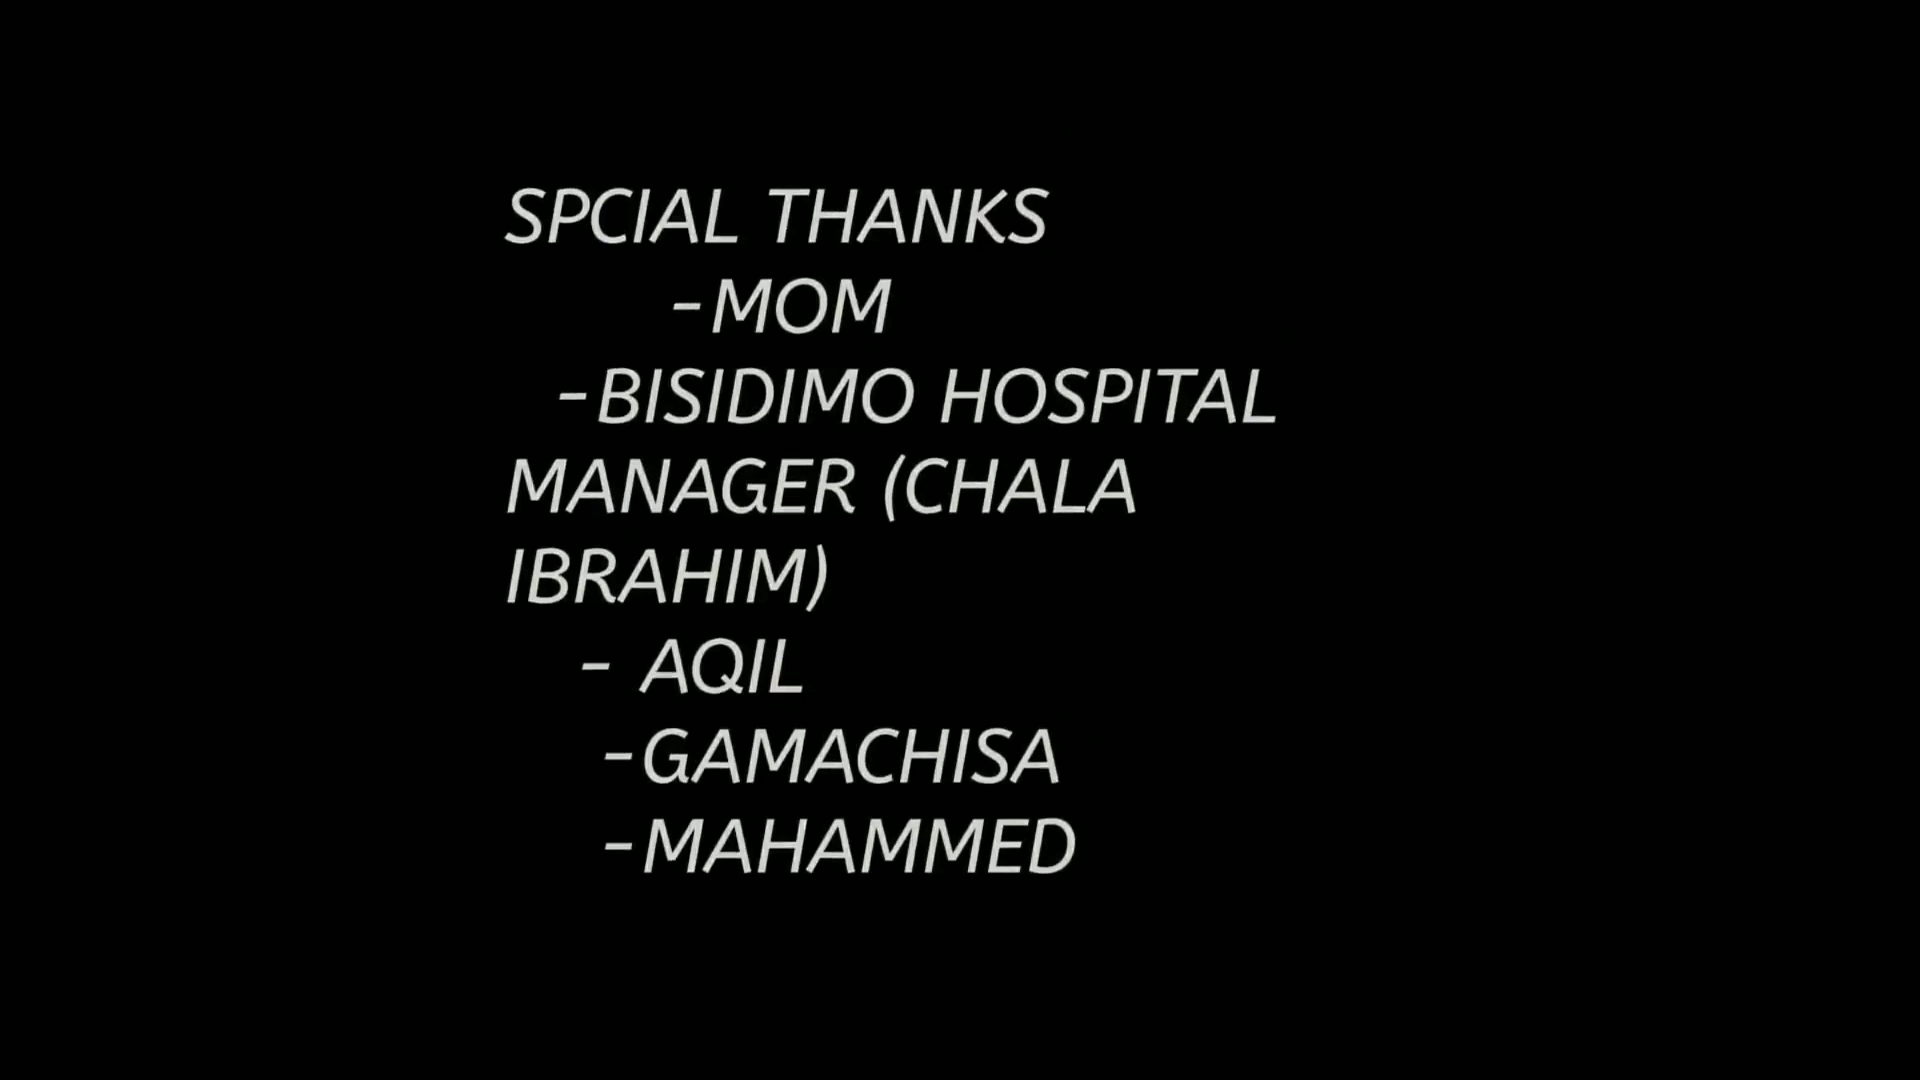 SPCIAL THANKS
-MOM
-BISIDIMO HOSPITAL
MANAGER (CHALA
IBRAHIM)
- AQIL
-GAMACHISA
-MAHAMMED